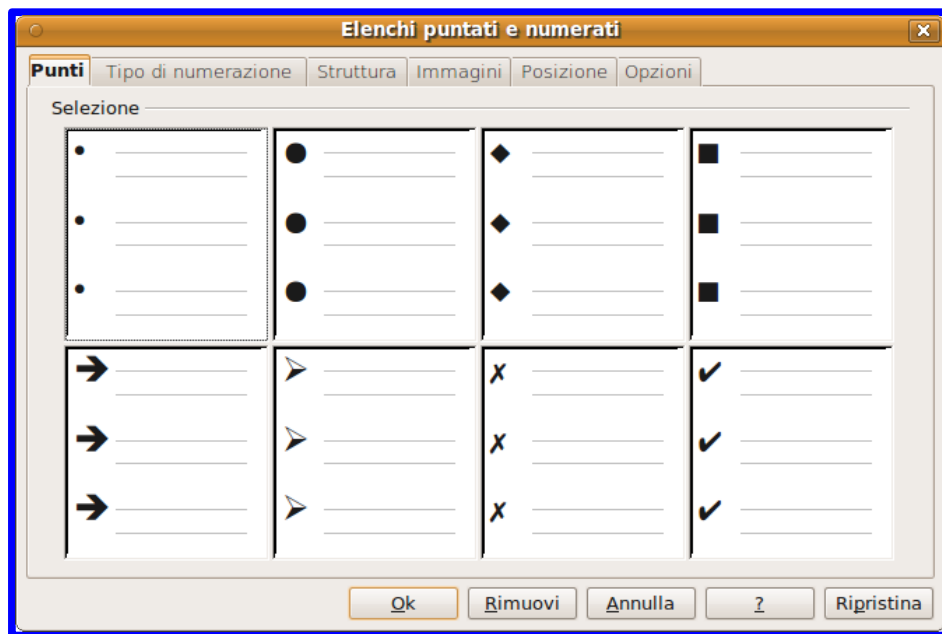 Elenchi puntati e numerati
Punti Tipo di numerazione Struttura Immagini Posizione Opzioni
Selezione
Ok Rimuovi Annulla ? Ripristina